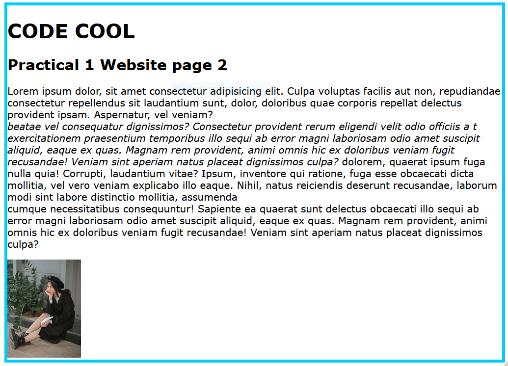 CODE COOL
Practical 1 Website page 2
Lorem ipsum dolor, sit amet consectetur adipisicing elit. Culpa voluptas facilis aut non, repudiandae
consectetur repellendus sit laudantium sunt, dolor, doloribus quae corporis repellat delectus
provident ipsam. Aspernatur, vel veniam?
beatae vel consequatur dignissimos? Consectetur provident rerum eligendi velit odio officiis a t
exercitationem praesentium temporibus illo sequi ab error magni laboriosam odio amet suscipit
aliquid, eaque ex quas. Magnam rem provident, animi omnis hic ex doloribus veniam fugit
recusandae! Veniam sint aperiam natus placeat dignissimos culpa? dolorem, quaerat ipsum fuga
nulla quia! Corrupti, laudantium vitae? Ipsum, inventore qui ratione, fuga esse obcaecati dicta
mollitia, vel vero veniam explicabo illo eaque. Nihil, natus reiciendis deserunt recusandae, laborum
modi sint labore distinctio mollitia, assumenda
cumque necessitatibus consequuntur! Sapiente ea quaerat sunt delectus obcaecati illo sequi ab
error magni laboriosam odio amet suscipit aliquid, eaque ex quas. Magnam rem provident, animi
omnis hic ex doloribus veniam fugit recusandae! Veniam sint aperiam natus placeat dignissimos
culpa?